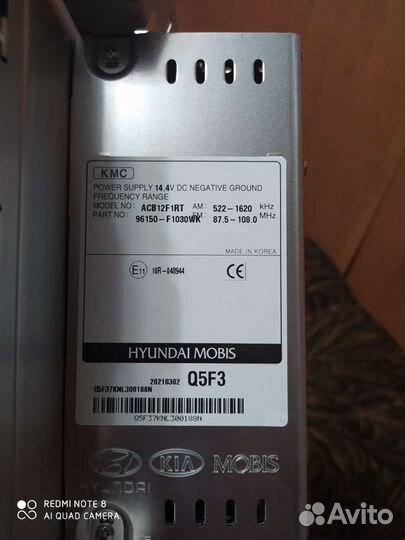 KMC
POWER SUPPLY 14.4V DC NEGATIVE GROUND
FREQUENCY RANGE
MODEL NO ACB12F1RT AM: 522-1620 kHz
PART NO 96150-F1030WK FM: 87.5-108.0 MHz
MADE IN KOREA
E11 10R-048944 CE
HYUNDAI MOBIS
20210302 Q5F3
Q5F37KNL300188N
Q5F37KNL300188N
KIA MOBIS
HYUNDAI
REDMI NOTE 8
AI QUAD CAMERA
Avito